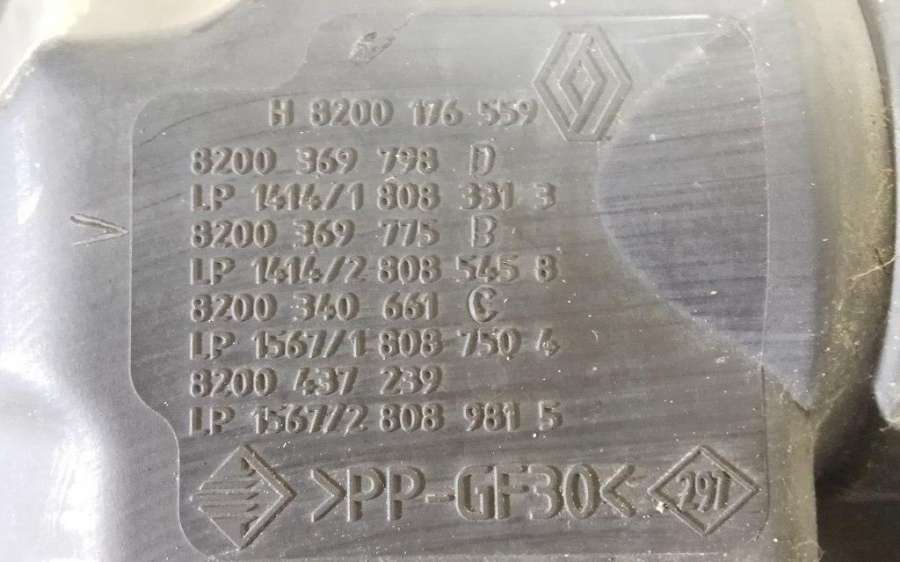 H 8200 176 559
8200 369 798 D
LP 1414/1 808 331 3
8200 369 775 B
LP 1414/2 808 545 8
8200 340 661 C
LP 1567/1 808 750 4
8200 437 239
LP 1567/2 808 981 5
>PP-GF30< 297